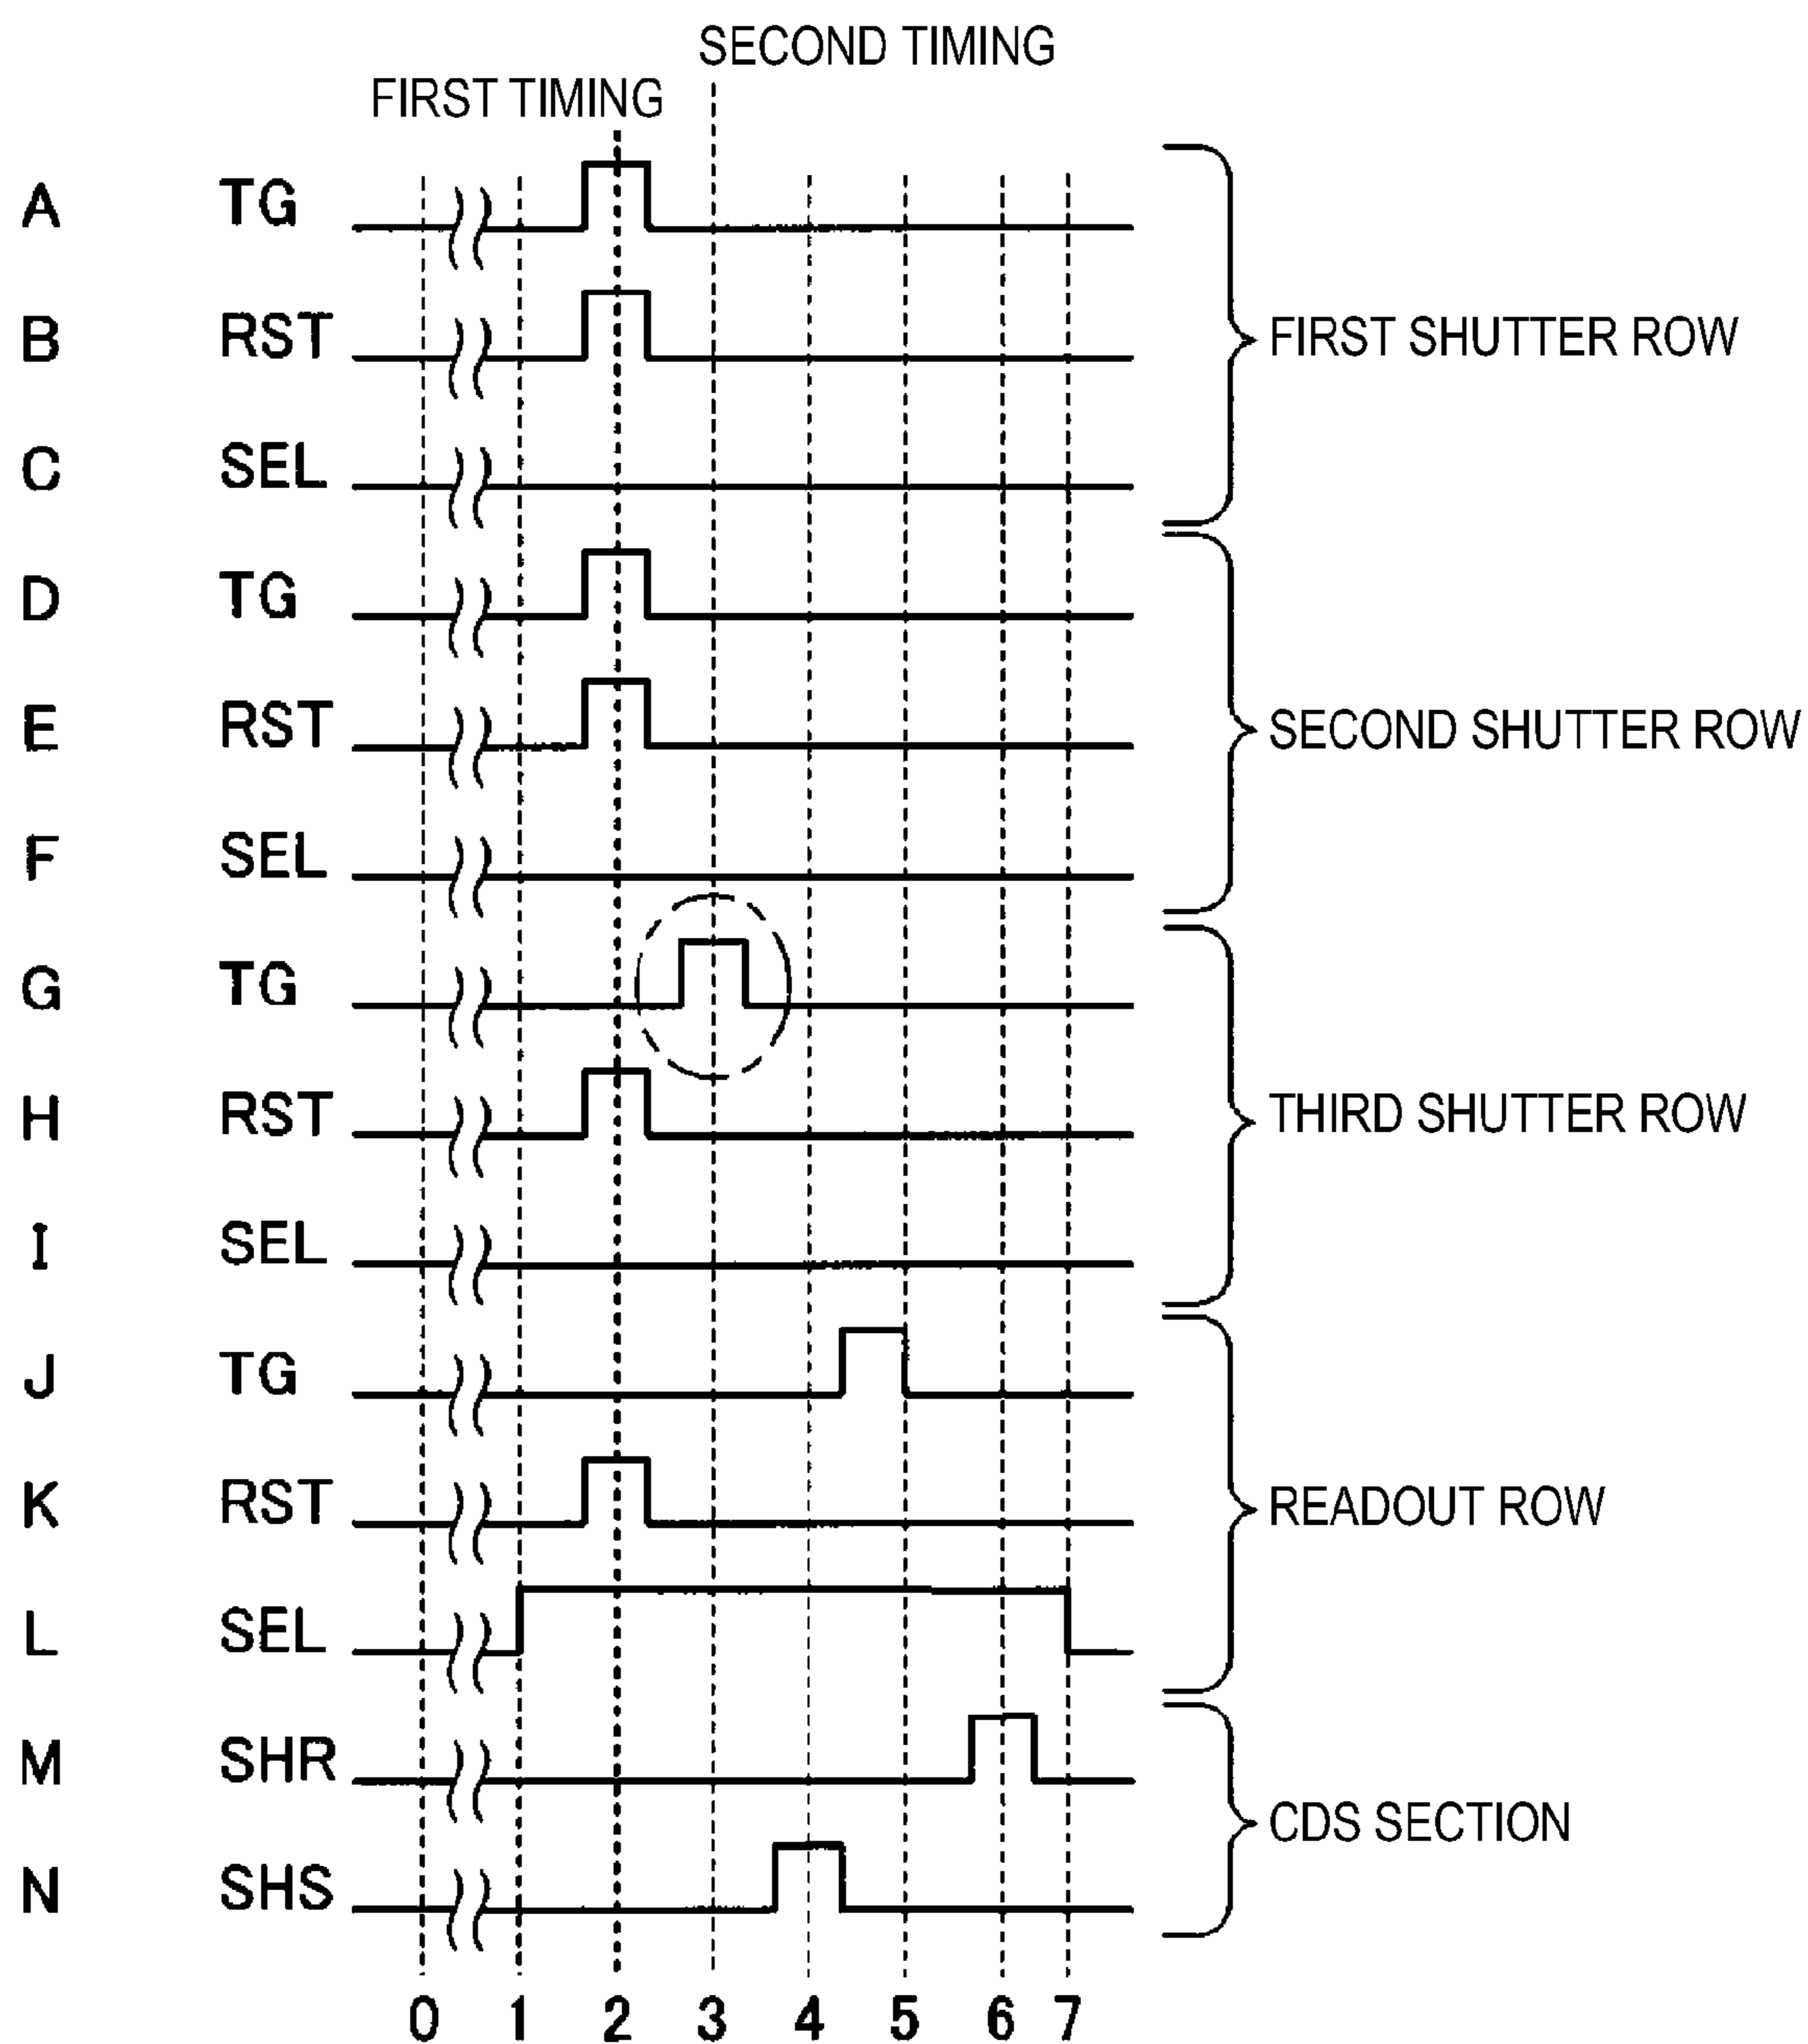 SECOND TIMING
FIRST TIMING
A TG
B RST
FIRST SHUTTER ROW
C SEL
D TG
E RST
SECOND SHUTTER ROW
F SEL
G TG
H RST
THIRD SHUTTER ROW
I SEL
J TG
K RST
READOUT ROW
L SEL
M SHR
CDS SECTION
N SHS
0 1 2 3 4 5 6 7